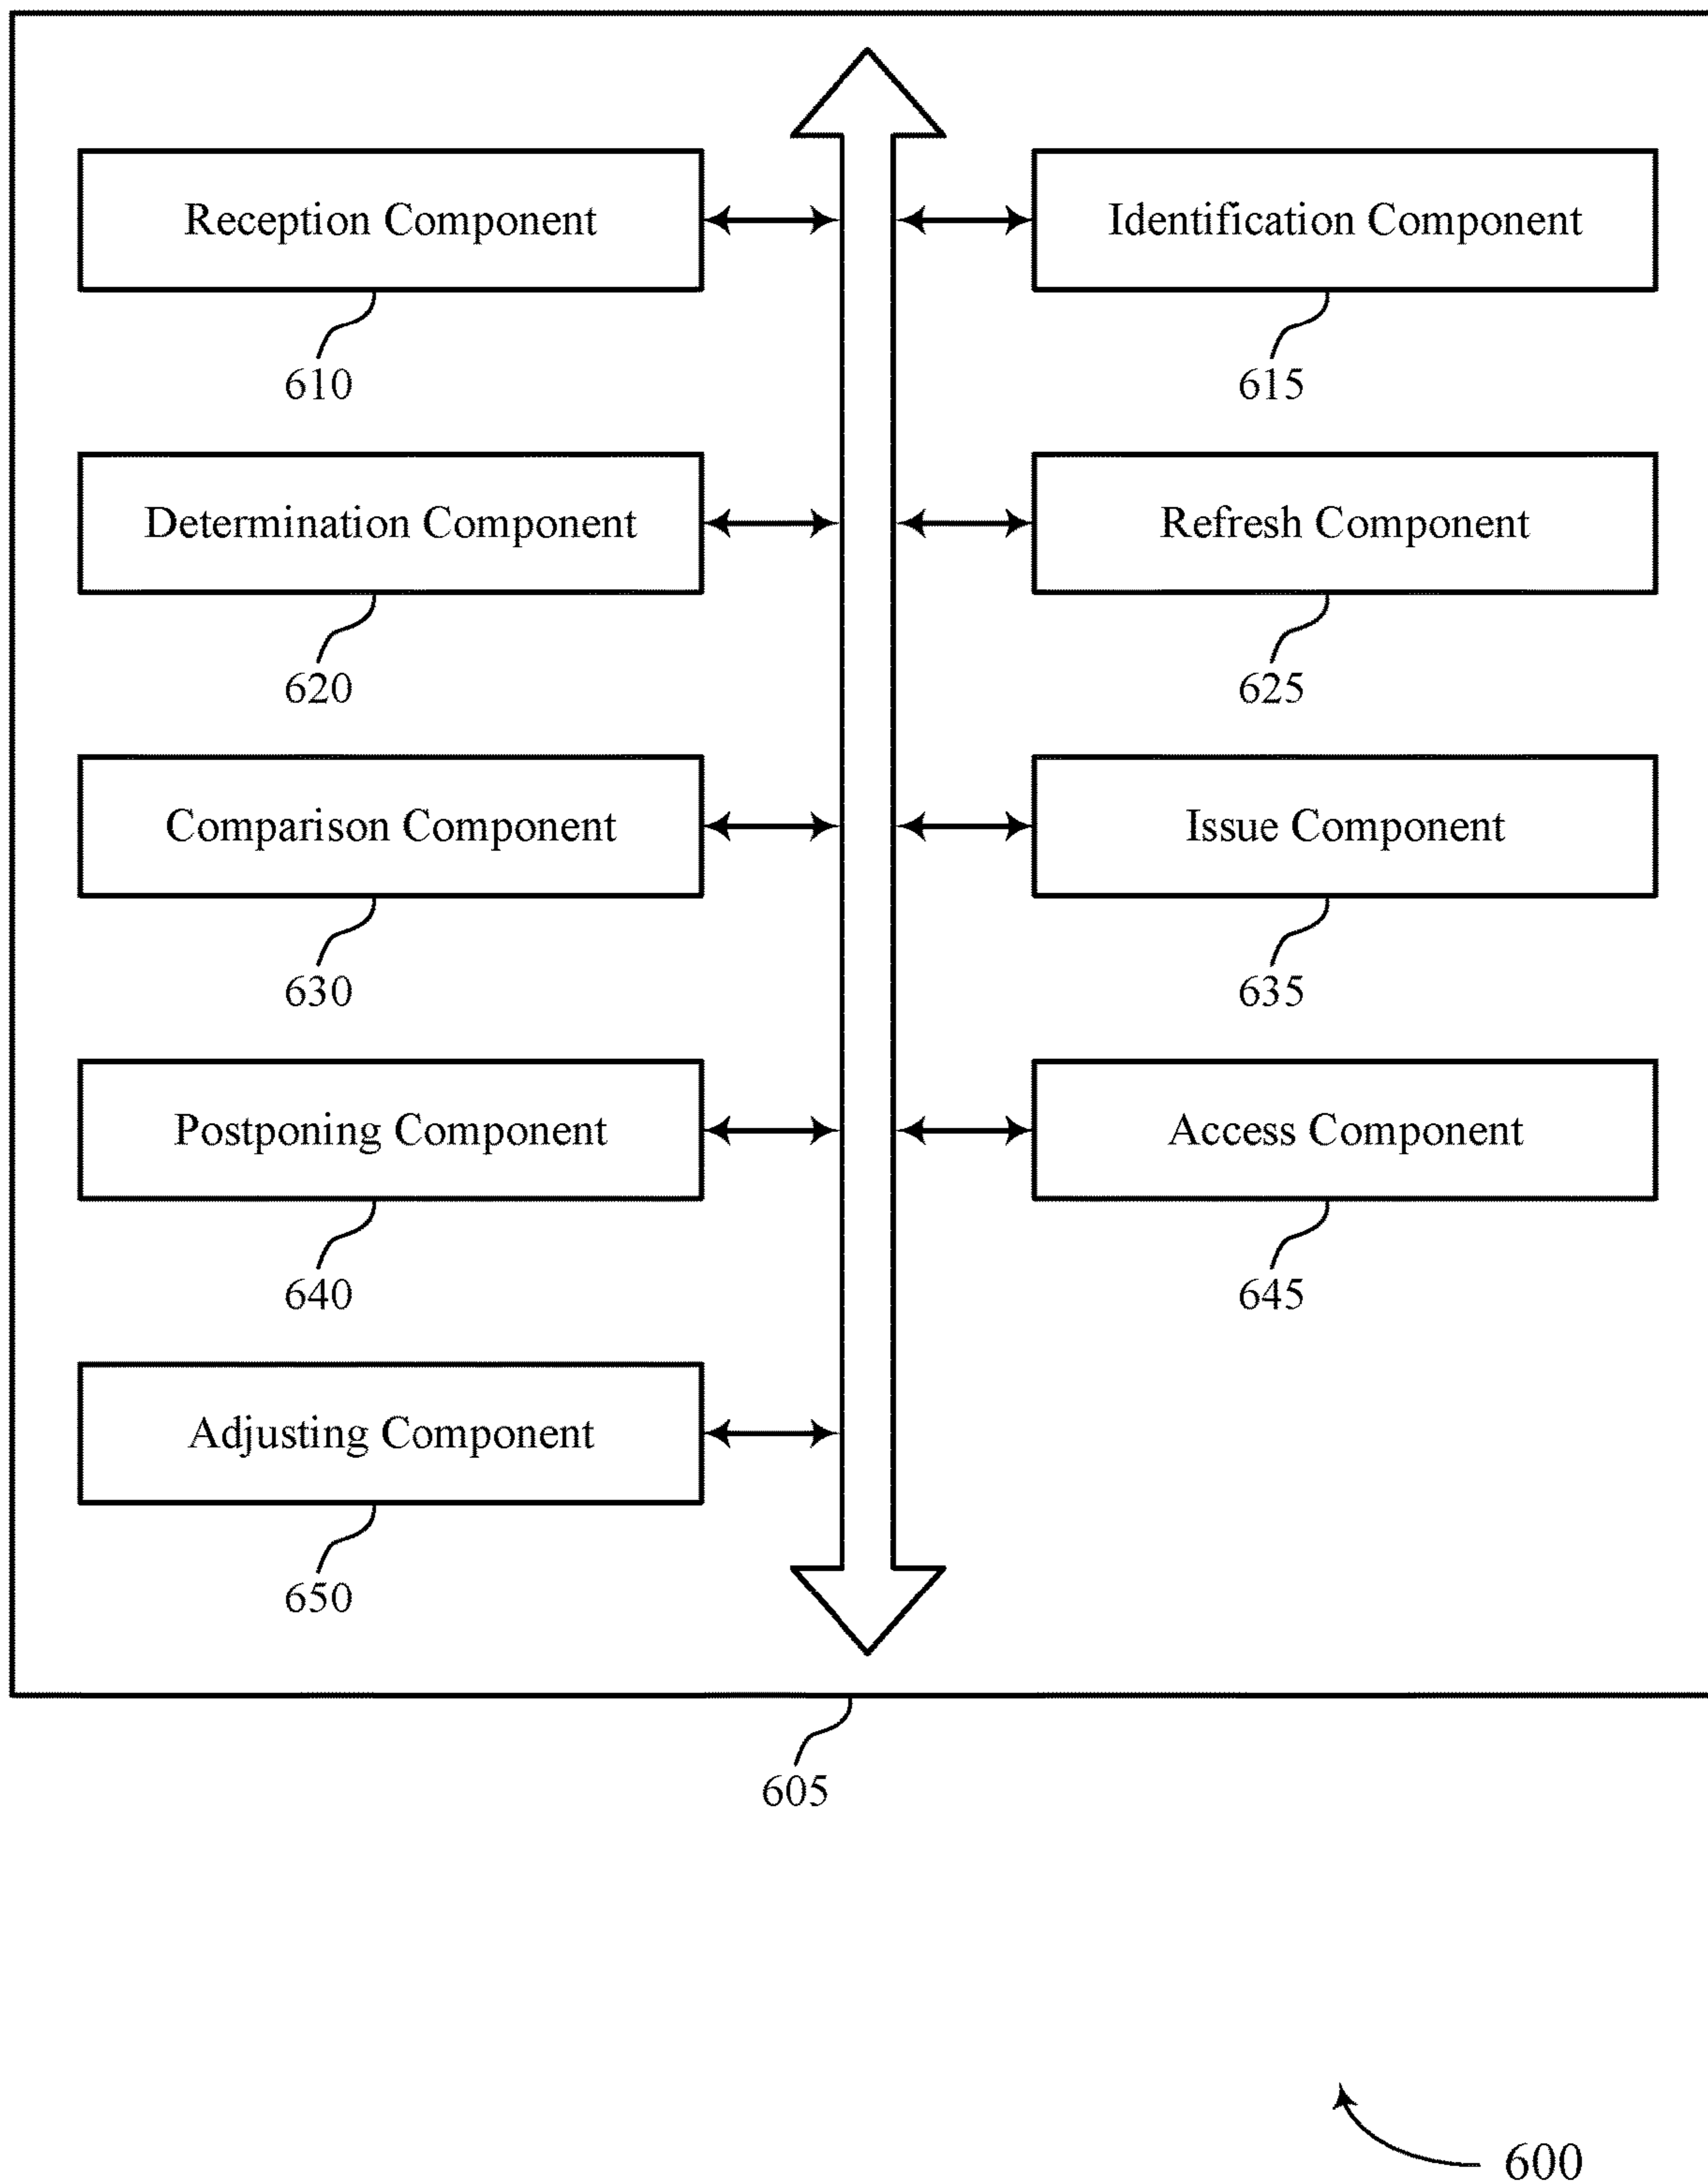 Reception Component
Identification Component
610
615
Determination Component
Refresh Component
620
625
Comparison Component
Issue Component
630
635
Postponing Component
Access Component
640
645
Adjusting Component
650
605
600